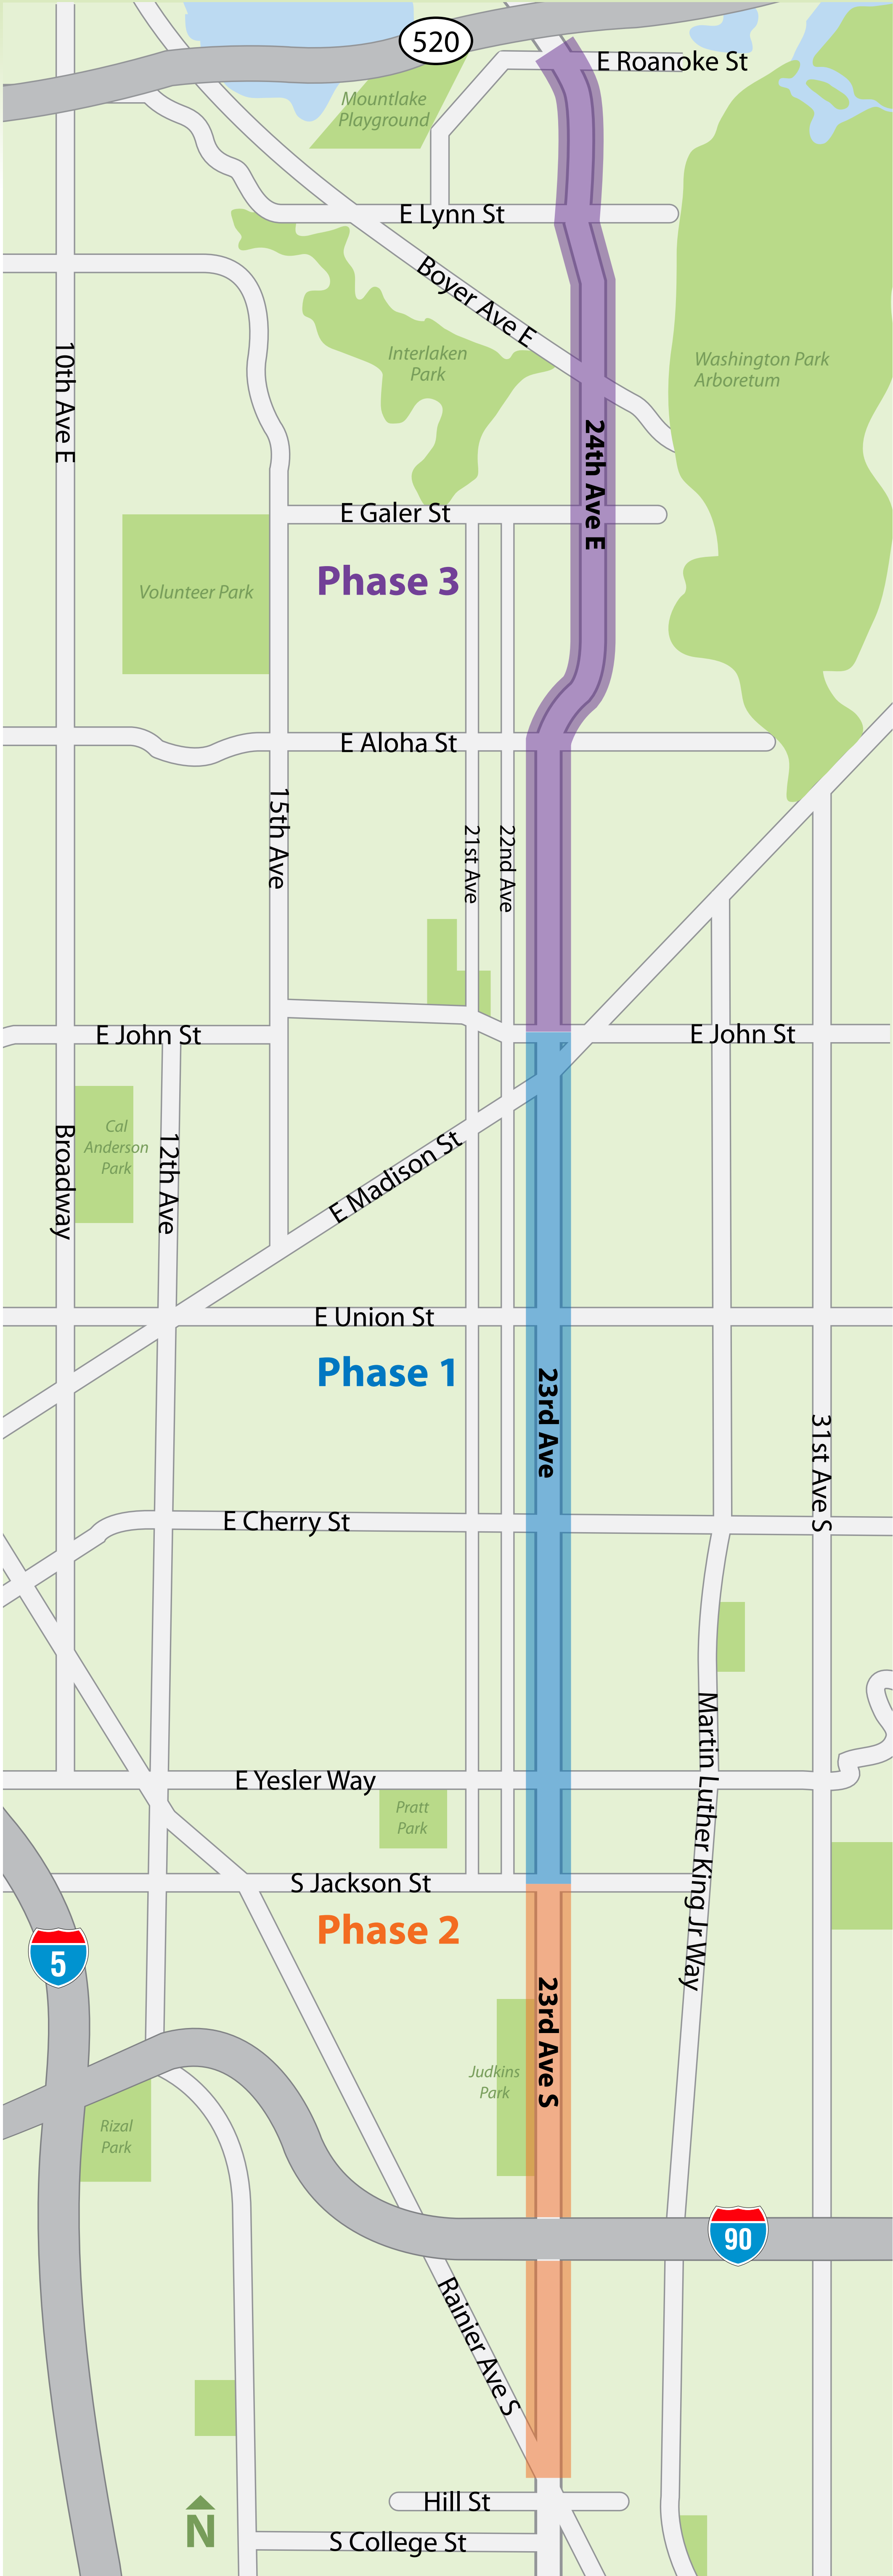 520
E Roanoke St
Mountlake
Playground
E Lynn St
Boyer Ave E
10th Ave E
Interlaken
Park
Washington Park
Arboretum
24th Ave E
E Galer St
Phase 3
Volunteer Park
E Aloha St
15th Ave
21st Ave
22nd Ave
E John St
E John St
Cal
Anderson
Park
Broadway
12th Ave
E Madison St
E Union St
Phase 1
23rd Ave
31st Ave S
E Cherry St
Martin Luther King Jr Way
E Yesler Way
Pratt
Park
S Jackson St
Phase 2
5
23rd Ave S
Judkins
Park
Rizal
Park
90
Rainier Ave S
Hill St
N
S College St